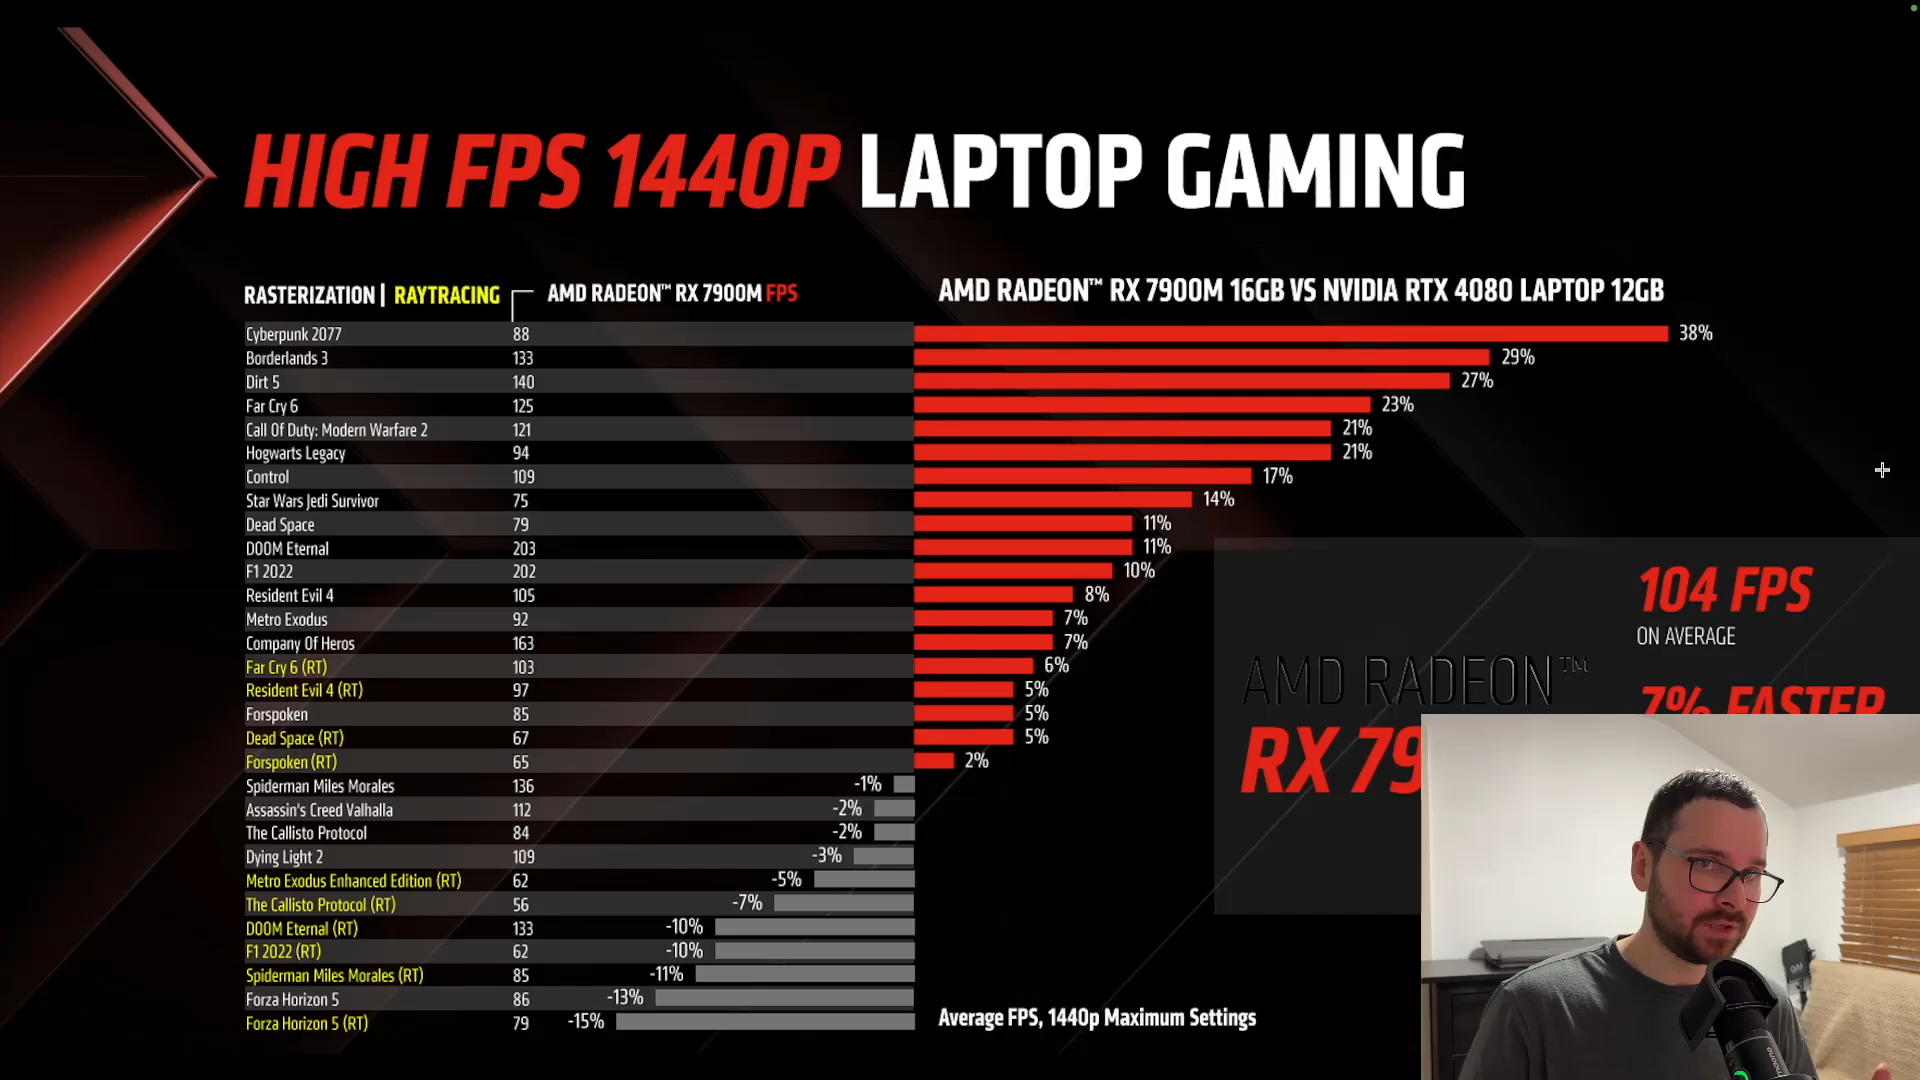 HIGH FPS 1440P LAPTOP GAMING
RASTERIZATION | RAYTRACING
AMD RADEON™ RX 7900M FPS
AMD RADEON™ RX 7900M 16GB VS NVIDIA RTX 4080 LAPTOP 12GB
Cyberpunk 2077 88 38%
Borderlands 3 133 29%
Dirt 5 140 27%
Far Cry 6 125 23%
Call Of Duty: Modern Warfare 2 121 21%
Hogwarts Legacy 94 21%
Control 109 17%
Star Wars Jedi Survivor 75 14%
Dead Space 79 11%
DOOM Eternal 203 11%
F1 2022 202 10%
Resident Evil 4 105 8%
Metro Exodus 92 7%
Company Of Heros 163 7%
Far Cry 6 (RT) 103 6%
Resident Evil 4 (RT) 97 5%
Forspoken 85 5%
Dead Space (RT) 67 5%
Forspoken (RT) 65 2%
Spiderman Miles Morales 136 -1%
Assassin's Creed Valhalla 112 -2%
The Callisto Protocol 84 -2%
Dying Light 2 109 -3%
Metro Exodus Enhanced Edition (RT) 62 -5%
The Callisto Protocol (RT) 56 -7%
DOOM Eternal (RT) 133 -10%
F1 2022 (RT) 62 -10%
Spiderman Miles Morales (RT) 85 -11%
Forza Horizon 5 86 -13%
Forza Horizon 5 (RT) 79 -15%
Average FPS, 1440p Maximum Settings
104 FPS
ON AVERAGE
7% FASTER
AMD RADEON™
RX 79